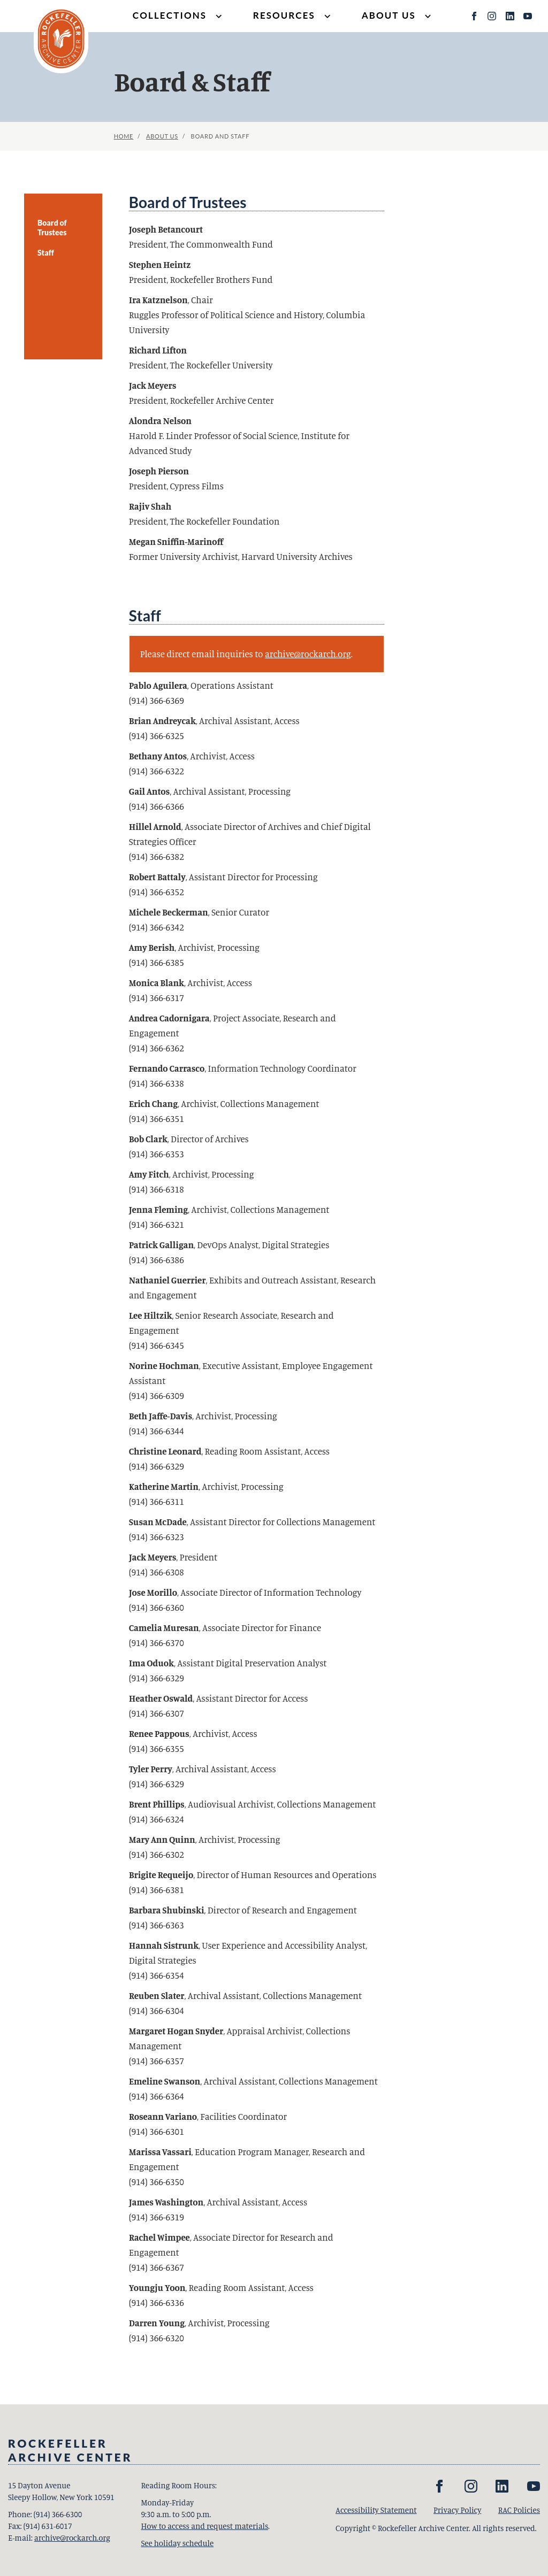 ROCKEFELLER
ARCHIVE CENTER
COLLECTIONS
RESOURCES
ABOUT US
Board & Staff
HOME / ABOUT US / BOARD AND STAFF
Board of
Trustees
Staff
Board of Trustees
Joseph Betancourt
President, The Commonwealth Fund
Stephen Heintz
President, Rockefeller Brothers Fund
Ira Katznelson, Chair
Ruggles Professor of Political Science and History, Columbia
University
Richard Lifton
President, The Rockefeller University
Jack Meyers
President, Rockefeller Archive Center
Alondra Nelson
Harold F. Linder Professor of Social Science, Institute for
Advanced Study
Joseph Pierson
President, Cypress Films
Rajiv Shah
President, The Rockefeller Foundation
Megan Sniffin-Marinoff
Former University Archivist, Harvard University Archives
Staff
Please direct email inquiries to archive@rockarch.org.
Pablo Aguilera, Operations Assistant
(914) 366-6369
Brian Andreycak, Archival Assistant, Access
(914) 366-6325
Bethany Antos, Archivist, Access
(914) 366-6322
Gail Antos, Archival Assistant, Processing
(914) 366-6366
Hillel Arnold, Associate Director of Archives and Chief Digital
Strategies Officer
(914) 366-6382
Robert Battaly, Assistant Director for Processing
(914) 366-6352
Michele Beckerman, Senior Curator
(914) 366-6342
Amy Berish, Archivist, Processing
(914) 366-6385
Monica Blank, Archivist, Access
(914) 366-6317
Andrea Cadornigara, Project Associate, Research and
Engagement
(914) 366-6362
Fernando Carrasco, Information Technology Coordinator
(914) 366-6338
Erich Chang, Archivist, Collections Management
(914) 366-6351
Bob Clark, Director of Archives
(914) 366-6353
Amy Fitch, Archivist, Processing
(914) 366-6318
Jenna Fleming, Archivist, Collections Management
(914) 366-6321
Patrick Galligan, DevOps Analyst, Digital Strategies
(914) 366-6386
Nathaniel Guerrier, Exhibits and Outreach Assistant, Research
and Engagement
Lee Hiltzik, Senior Research Associate, Research and
Engagement
(914) 366-6345
Norine Hochman, Executive Assistant, Employee Engagement
Assistant
(914) 366-6309
Beth Jaffe-Davis, Archivist, Processing
(914) 366-6344
Christine Leonard, Reading Room Assistant, Access
(914) 366-6329
Katherine Martin, Archivist, Processing
(914) 366-6311
Susan McDade, Assistant Director for Collections Management
(914) 366-6323
Jack Meyers, President
(914) 366-6308
Jose Morillo, Associate Director of Information Technology
(914) 366-6360
Camelia Muresan, Associate Director for Finance
(914) 366-6370
Ima Oduok, Assistant Digital Preservation Analyst
(914) 366-6329
Heather Oswald, Assistant Director for Access
(914) 366-6307
Renee Pappous, Archivist, Access
(914) 366-6355
Tyler Perry, Archival Assistant, Access
(914) 366-6329
Brent Phillips, Audiovisual Archivist, Collections Management
(914) 366-6324
Mary Ann Quinn, Archivist, Processing
(914) 366-6302
Brigite Requeijo, Director of Human Resources and Operations
(914) 366-6381
Barbara Shubinski, Director of Research and Engagement
(914) 366-6363
Hannah Sistrunk, User Experience and Accessibility Analyst,
Digital Strategies
(914) 366-6354
Reuben Slater, Archival Assistant, Collections Management
(914) 366-6304
Margaret Hogan Snyder, Appraisal Archivist, Collections
Management
(914) 366-6357
Emeline Swanson, Archival Assistant, Collections Management
(914) 366-6364
Roseann Variano, Facilities Coordinator
(914) 366-6301
Marissa Vassari, Education Program Manager, Research and
Engagement
(914) 366-6350
James Washington, Archival Assistant, Access
(914) 366-6319
Rachel Wimpee, Associate Director for Research and
Engagement
(914) 366-6367
Youngju Yoon, Reading Room Assistant, Access
(914) 366-6336
Darren Young, Archivist, Processing
(914) 366-6320
ROCKEFELLER
ARCHIVE CENTER
15 Dayton Avenue
Sleepy Hollow, New York 10591
Phone: (914) 366-6300
Fax: (914) 631-6017
E-mail: archive@rockarch.org
Reading Room Hours:
Monday-Friday
9:30 a.m. to 5:00 p.m.
How to access and request materials.
See holiday schedule
Accessibility Statement Privacy Policy RAC Policies
Copyright © Rockefeller Archive Center. All rights reserved.